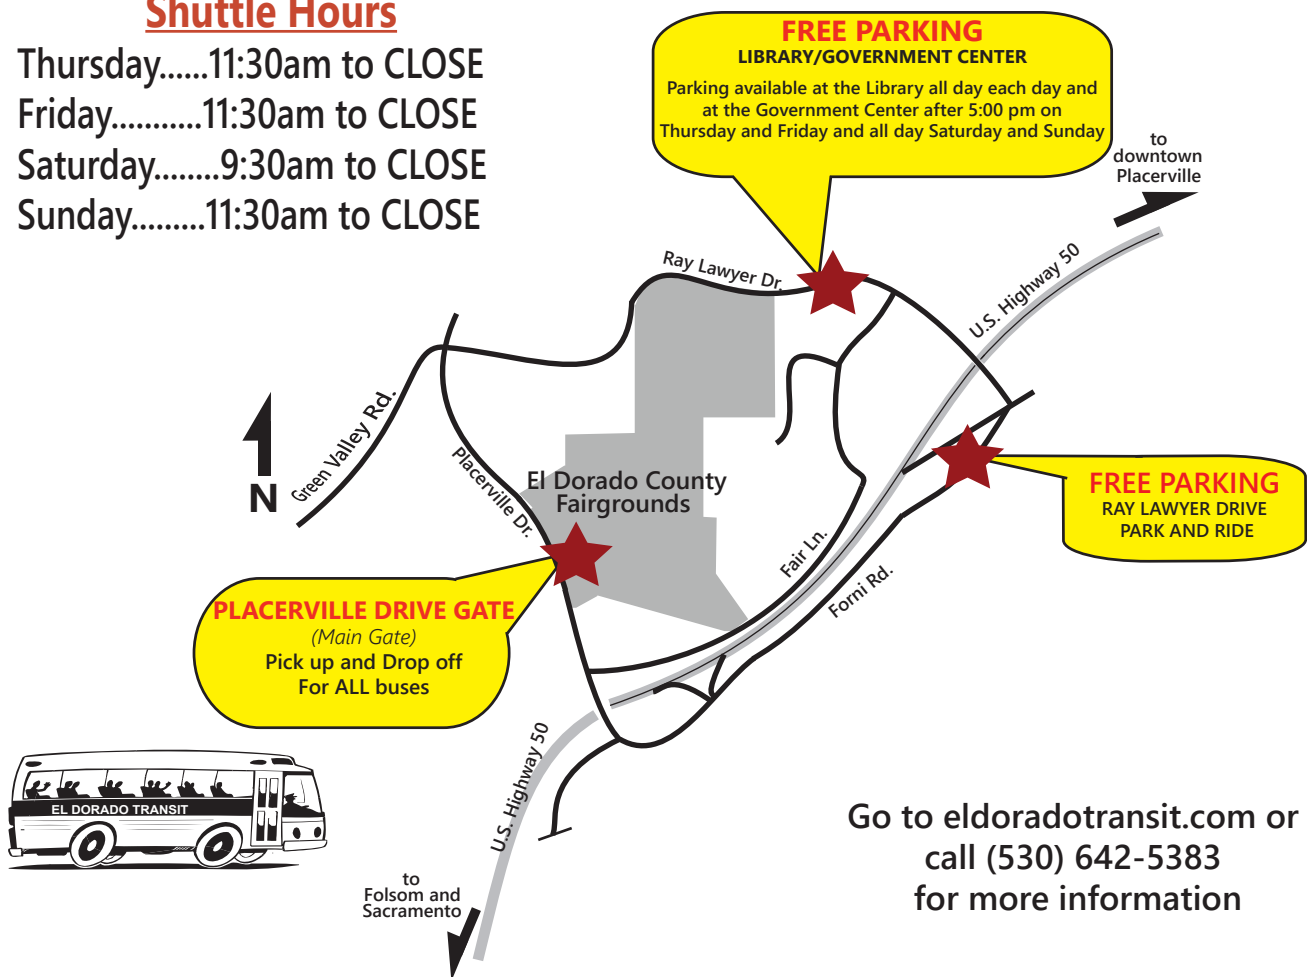 Shuttle Hours
Thursday......11:30am to CLOSE
Friday...........11:30am to CLOSE
Saturday........9:30am to CLOSE
Sunday.........11:30am to CLOSE
FREE PARKING
LIBRARY/GOVERNMENT CENTER
Parking available at the Library all day each day and
at the Government Center after 5:00 pm on
Thursday and Friday and all day Saturday and Sunday
to
downtown
Placerville
Ray Lawyer Dr.
U.S. Highway 50
Green Valley Rd.
N
Placerville Dr.
El Dorado County
Fairgrounds
FREE PARKING
RAY LAWYER DRIVE
PARK AND RIDE
Fair Ln.
Forni Rd.
PLACERVILLE DRIVE GATE
(Main Gate)
Pick up and Drop off
For ALL buses
U.S. Highway 50
EL DORADO TRANSIT
to
Folsom and
Sacramento
Go to eldoradotransit.com or
call (530) 642-5383
for more information